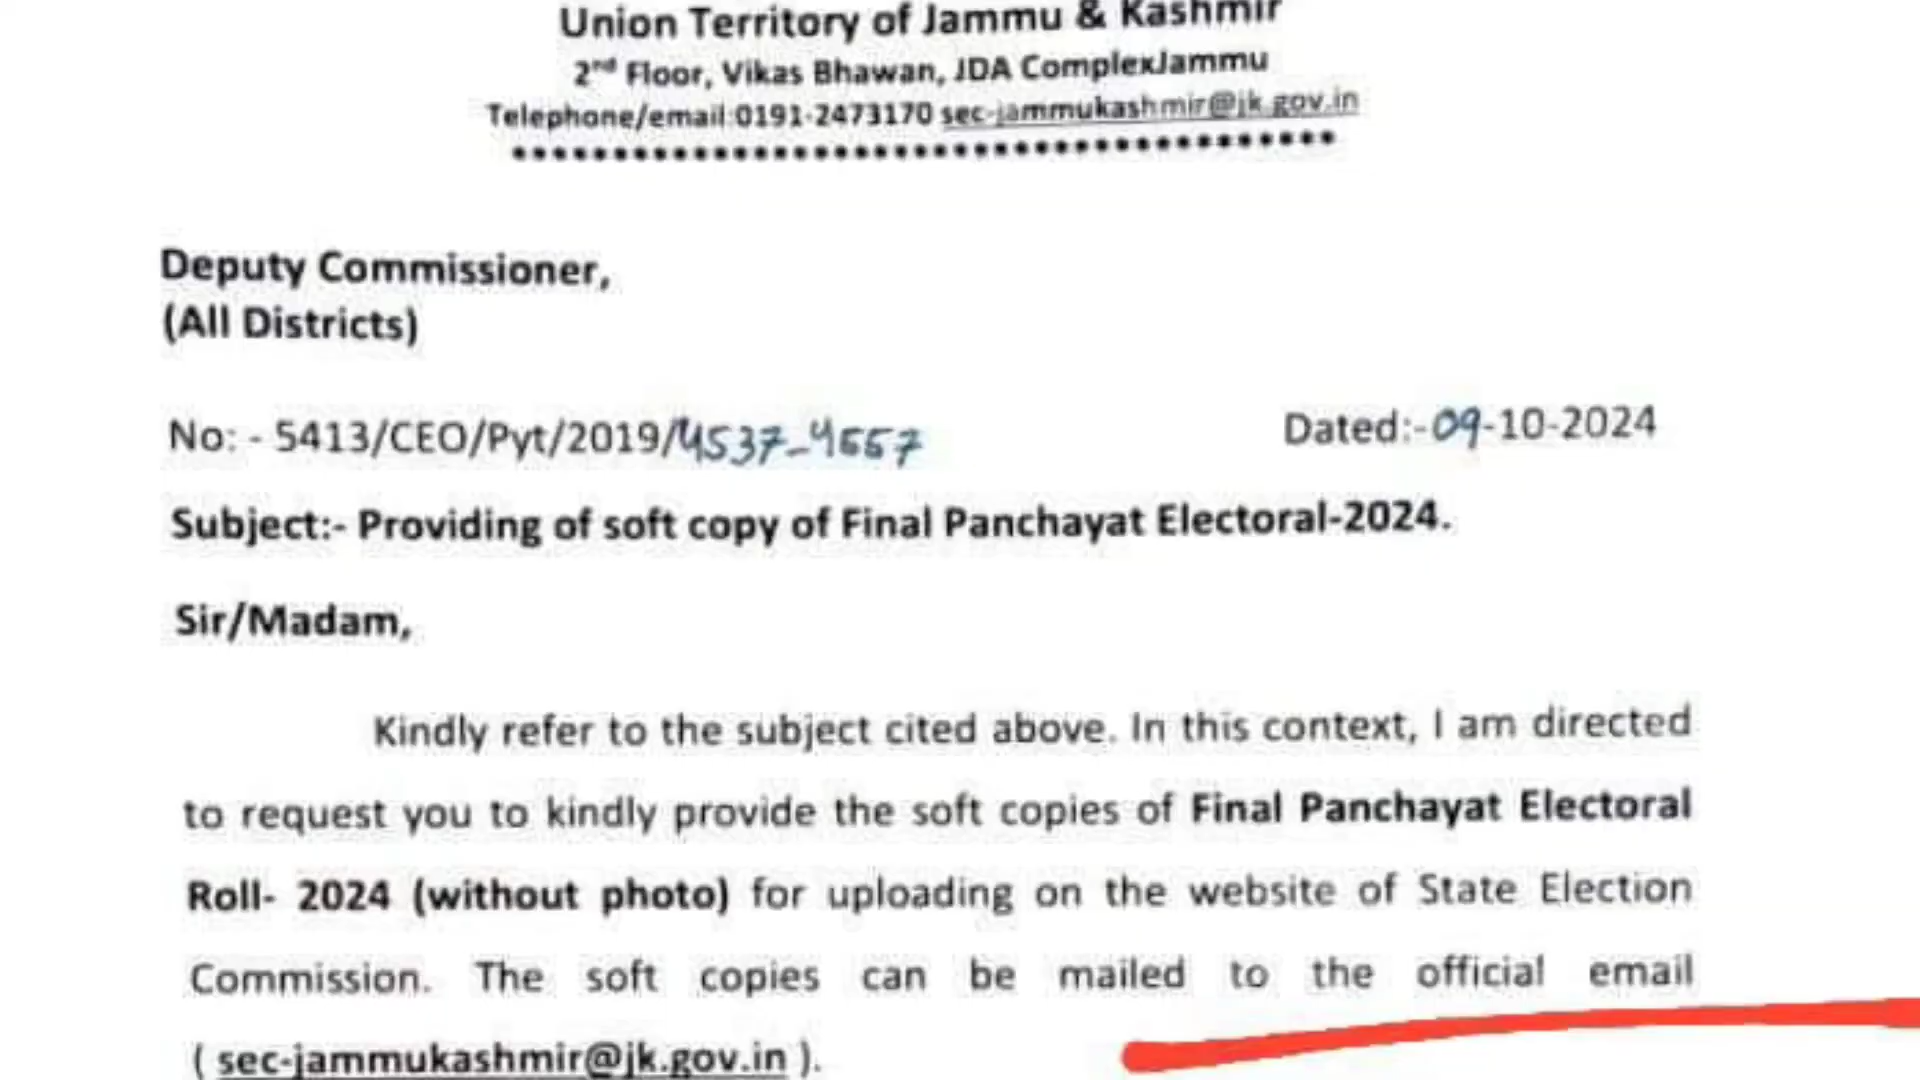 Union Territory of Jammu & Kashmir
2nd Floor, Vikas Bhawan, JDA ComplexJammu
Telephone/email:0191-2473170 sec-jammukashmir@jk.gov.in
Deputy Commissioner,
(All Districts)
No: - 5413/CEO/Pyt/2019/4537-4557 Dated:-09-10-2024
Subject:- Providing of soft copy of Final Panchayat Electoral-2024.
Sir/Madam,
Kindly refer to the subject cited above. In this context, I am directed
to request you to kindly provide the soft copies of Final Panchayat Electoral
Roll- 2024 (without photo) for uploading on the website of State Election
Commission. The soft copies can be mailed to the official email
( sec-jammukashmir@jk.gov.in ).